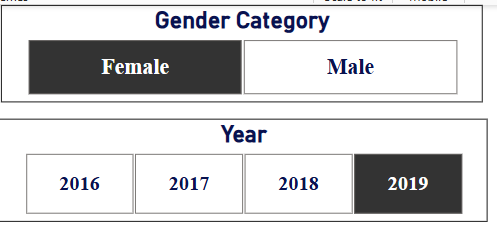 Gender Category
Female Male
Year
2016 2017 2018 2019